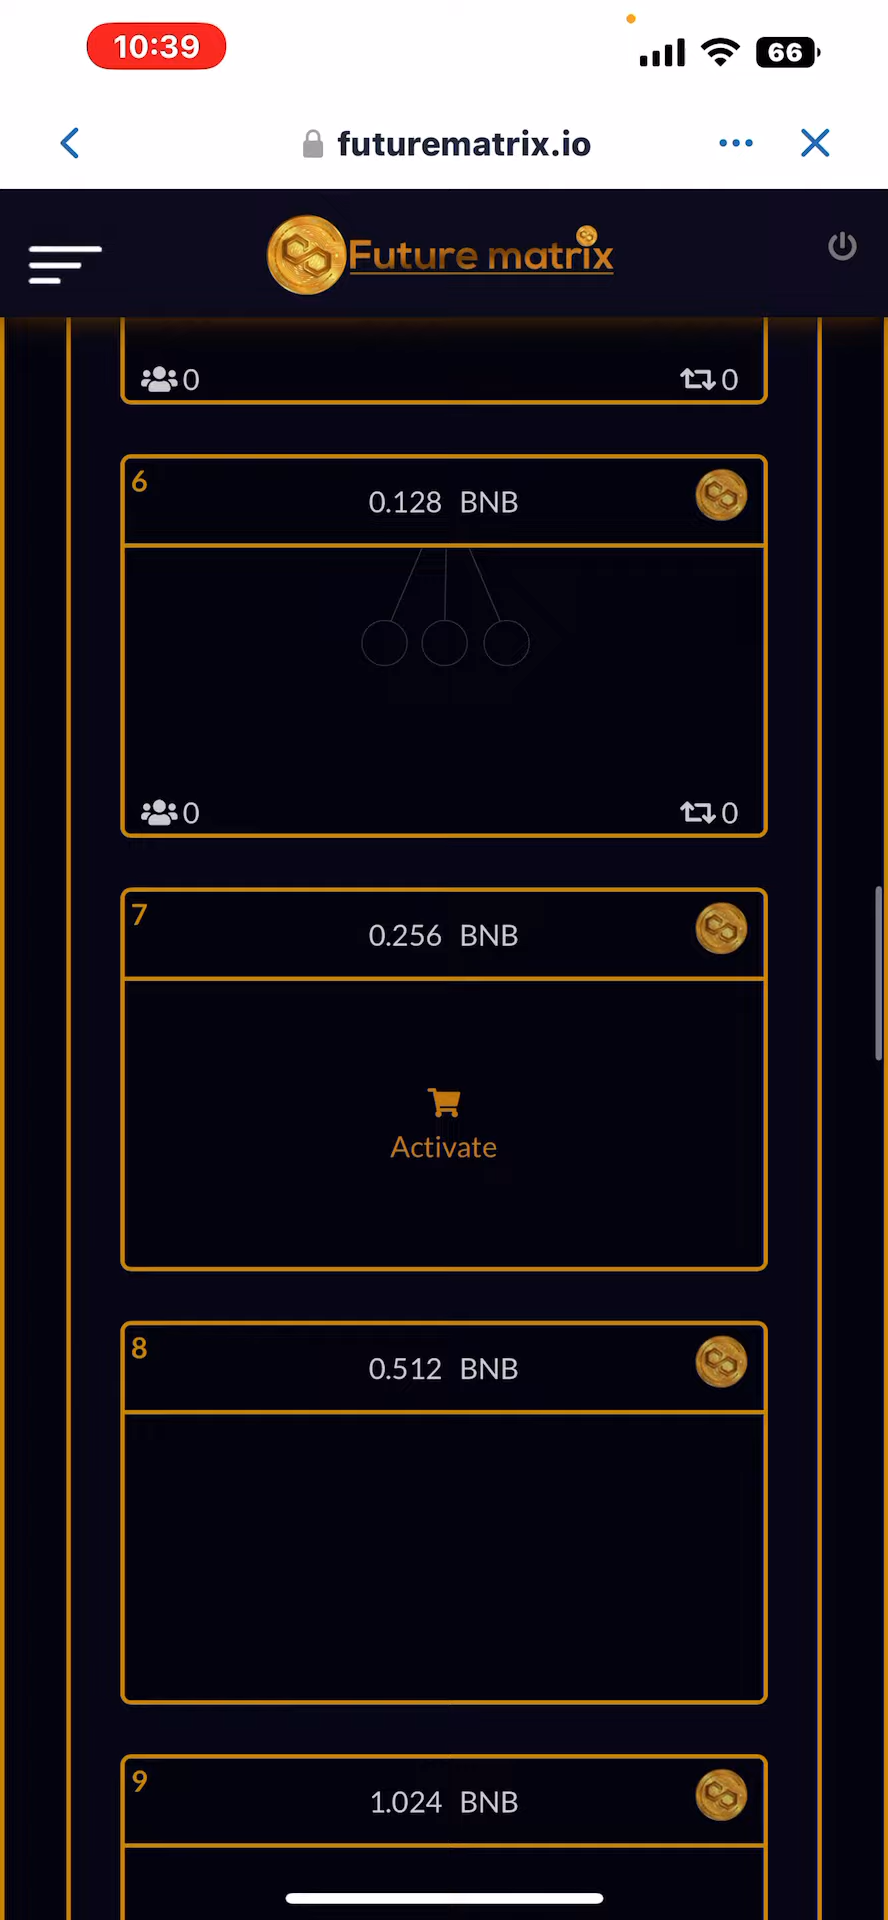 10:39
66
futurematrix.io
Future matrix
0 0
6 0.128 BNB
0 0
7 0.256 BNB
Activate
8 0.512 BNB
9 1.024 BNB